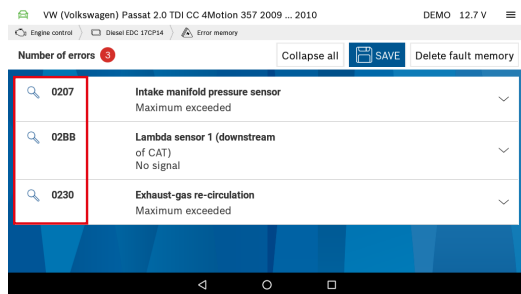 VW (Volkswagen) Passat 2.0 TDI CC 4Motion 357 2009 ... 2010 DEMO 12.7 V
Engine control Diesel EDC 17CP14 Error memory
Number of errors 3 Collapse all SAVE Delete fault memory
0207 Intake manifold pressure sensor
Maximum exceeded
02BB Lambda sensor 1 (downstream
of CAT)
No signal
0230 Exhaust-gas re-circulation
Maximum exceeded